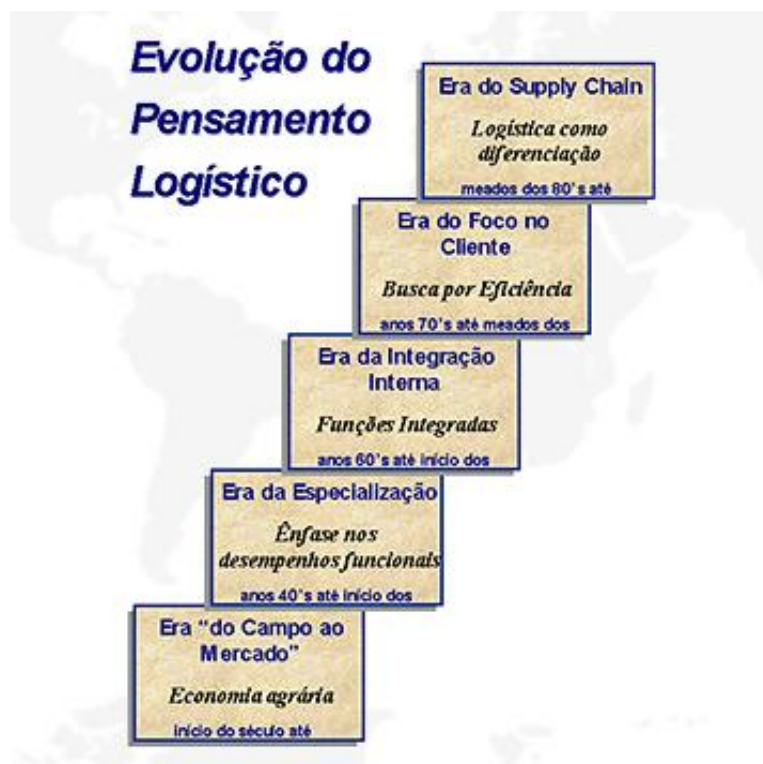 Evolução do
Pensamento
Logístico
Era do Supply Chain
Logística como
diferenciação
meados dos 80's até
Era do Foco no
Cliente
Busca por Eficiência
anos 70's até meados dos
Era da Integração
Interna
Funções Integradas
anos 60's até início dos
Era da Especialização
Ênfase nos
desempenhos funcionais
anos 40's até início dos
Era “do Campo ao
Mercado”
Economia agrária
início do século até